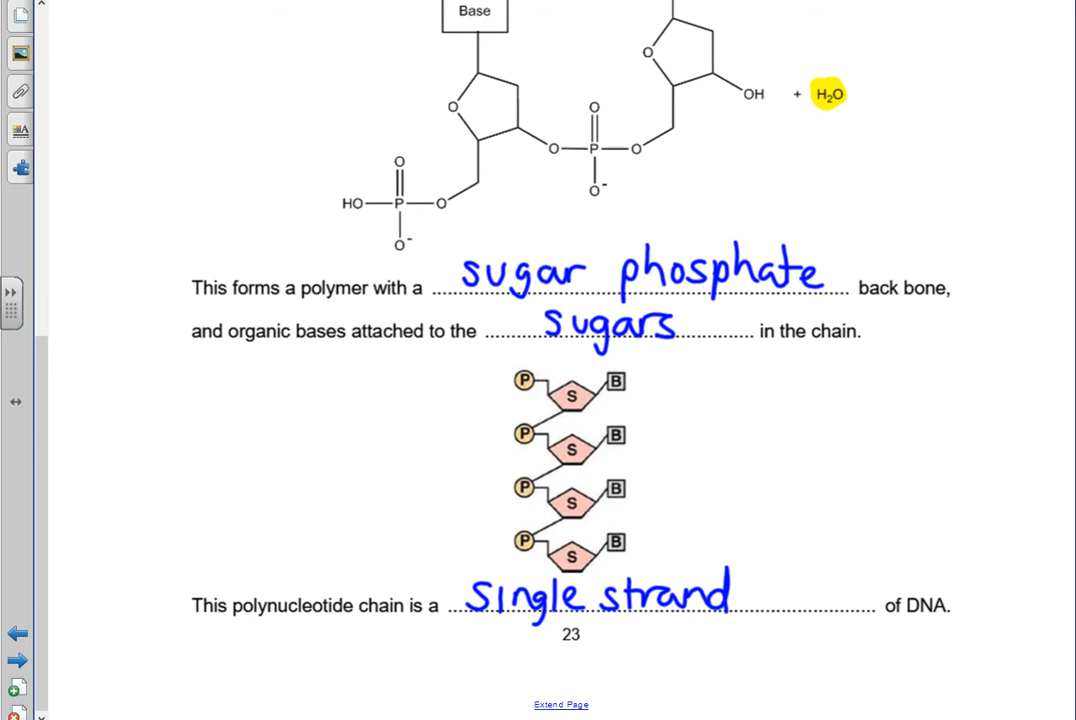 Base
O
OH + H₂O
O
O
O—P—O
O⁻
O
HO—P—O
O⁻
This forms a polymer with a sugar phosphate back bone,
and organic bases attached to the sugars in the chain.
P S B
P S B
P S B
P S B
This polynucleotide chain is a single strand of DNA.
23
Extend Page